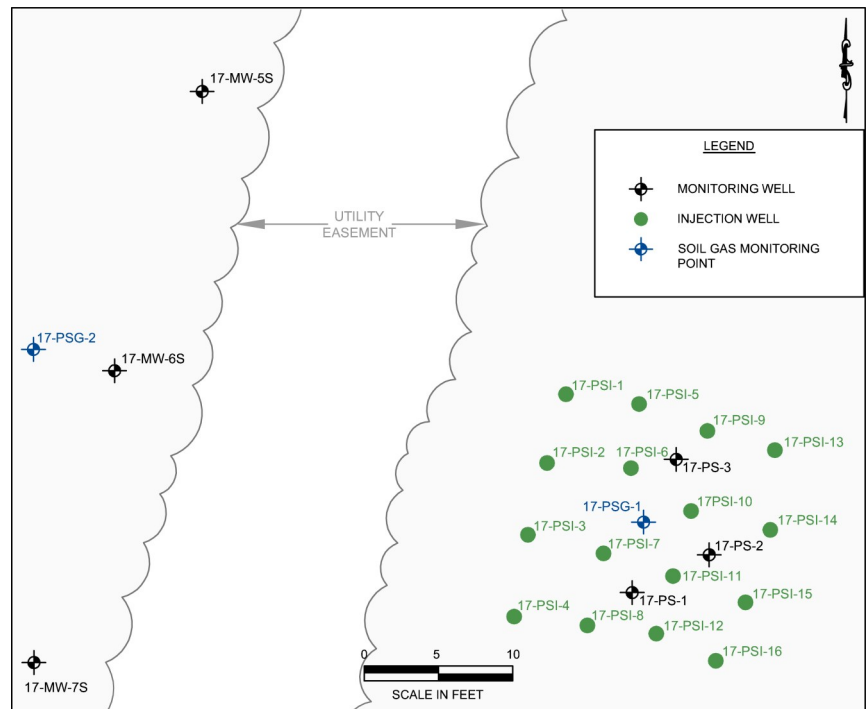 17-MW-5S
LEGEND
MONITORING WELL
INJECTION WELL
SOIL GAS MONITORING
POINT
UTILITY
EASEMENT
17-PSG-2
17-MW-6S
17-PSI-1
17-PSI-5
17-PSI-9
17-PSI-13
17-PSI-2
17-PSI-6
17-PS-3
17-PSG-1
17PSI-10
17-PSI-14
17-PSI-3
17-PSI-7
17-PS-2
17-PSI-11
17-PSI-4
17-PS-1
17-PSI-15
17-PSI-8
17-PSI-12
17-PSI-16
17-MW-7S
0 5 10
SCALE IN FEET